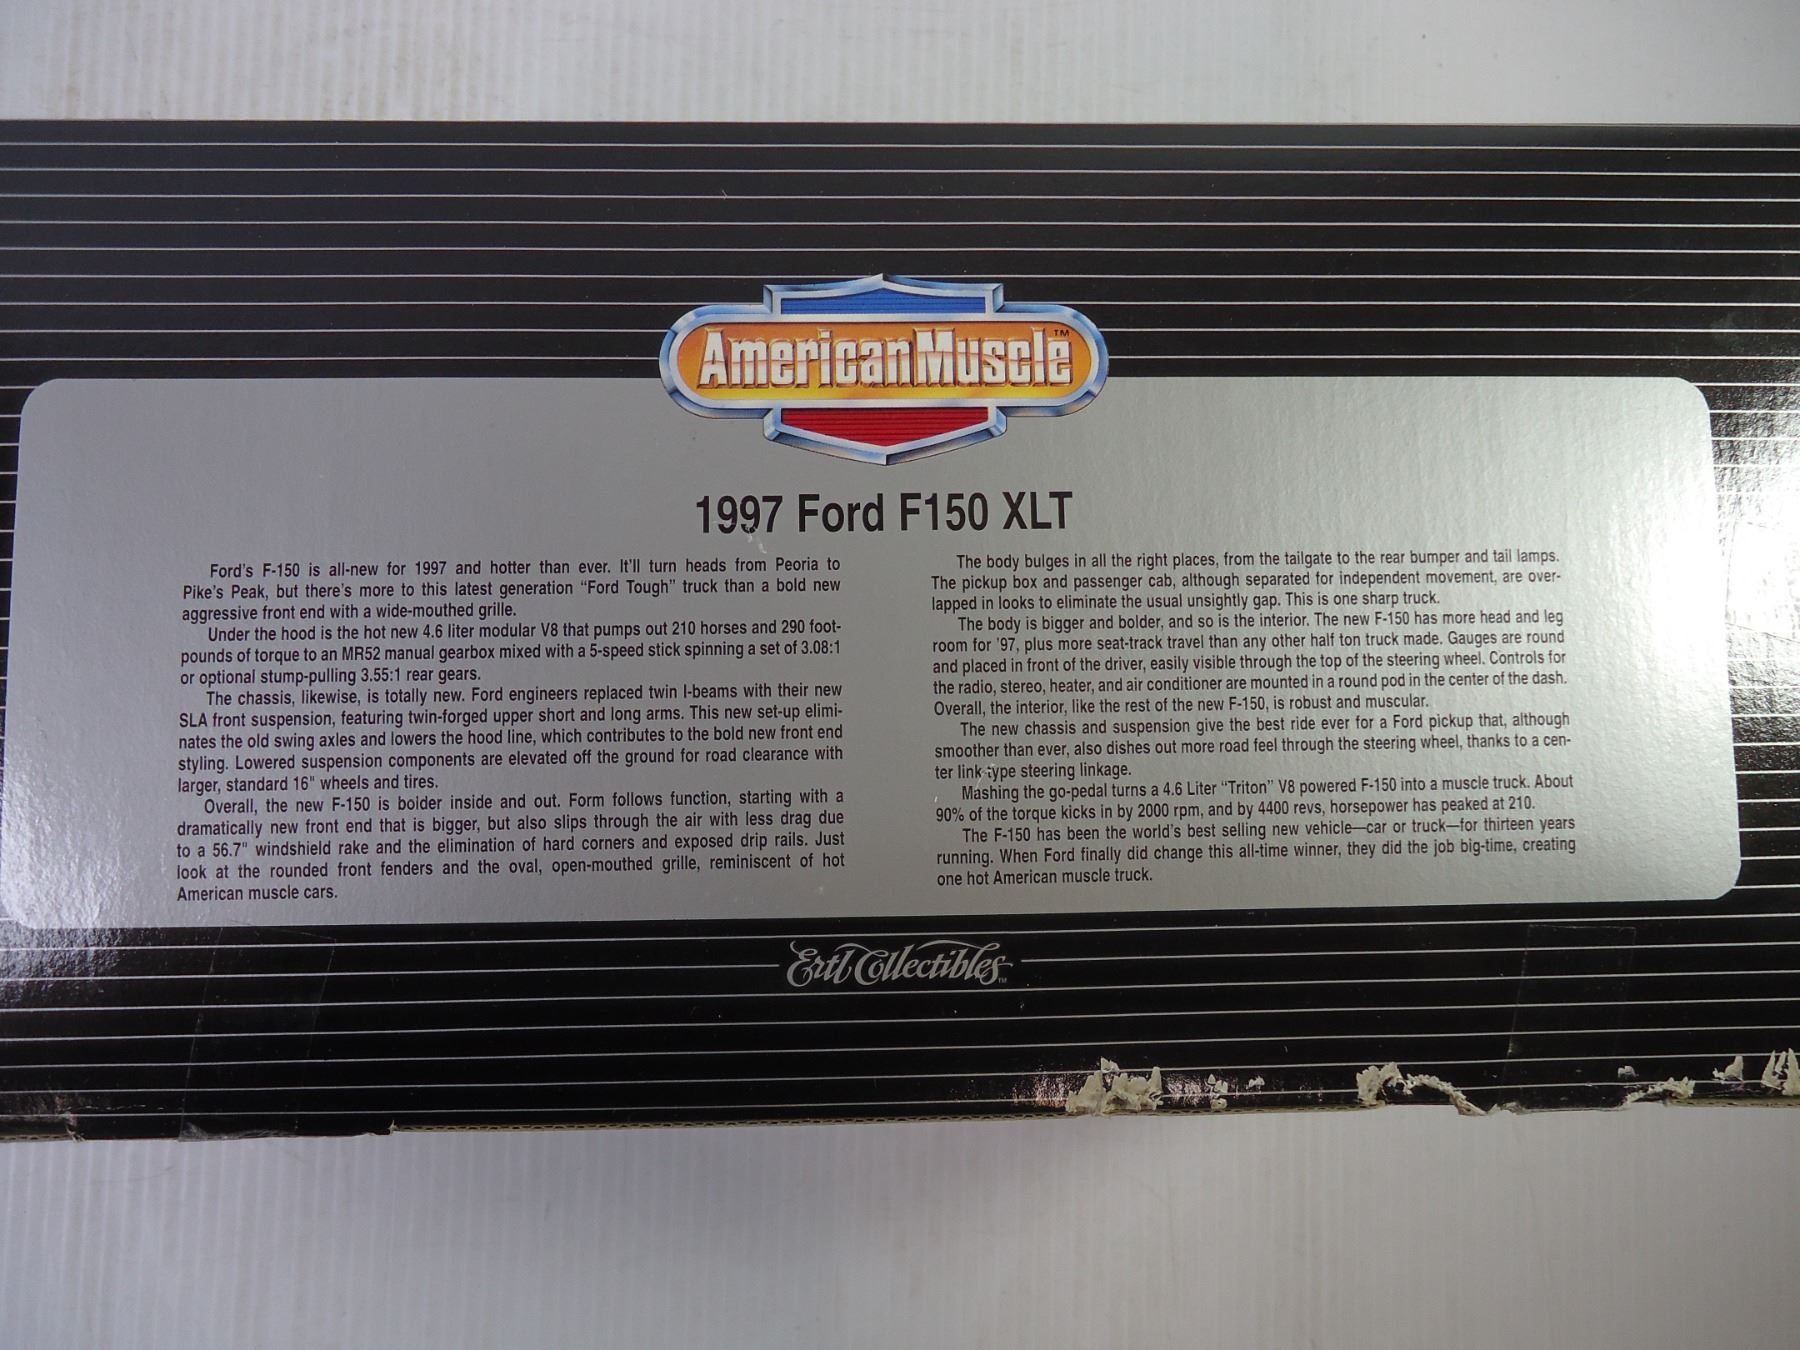 AmericanMuscle™
1997 Ford F150 XLT
Ford's F-150 is all-new for 1997 and hotter than ever. It'll turn heads from Peoria to
Pike's Peak, but there's more to this latest generation "Ford Tough" truck than a bold new
aggressive front end with a wide-mouthed grille.
Under the hood is the hot new 4.6 liter modular V8 that pumps out 210 horses and 290 foot-
pounds of torque to an MR52 manual gearbox mixed with a 5-speed stick spinning a set of 3.08:1
or optional stump-pulling 3.55:1 rear gears.
The chassis, likewise, is totally new. Ford engineers replaced twin I-beams with their new
SLA front suspension, featuring twin-forged upper short and long arms. This new set-up elimi-
nates the old swing axles and lowers the hood line, which contributes to the bold new front end
styling. Lowered suspension components are elevated off the ground for road clearance with
larger, standard 16" wheels and tires.
Overall, the new F-150 is bolder inside and out. Form follows function, starting with a
dramatically new front end that is bigger, but also slips through the air with less drag due
to a 56.7" windshield rake and the elimination of hard corners and exposed drip rails. Just
look at the rounded front fenders and the oval, open-mouthed grille, reminiscent of hot
American muscle cars.
The body bulges in all the right places, from the tailgate to the rear bumper and tail lamps.
The pickup box and passenger cab, although separated for independent movement, are over-
lapped in looks to eliminate the usual unsightly gap. This is one sharp truck.
The body is bigger and bolder, and so is the interior. The new F-150 has more head and leg
room for '97, plus more seat-track travel than any other half ton truck made. Gauges are round
and placed in front of the driver, easily visible through the top of the steering wheel. Controls for
the radio, stereo, heater, and air conditioner are mounted in a round pod in the center of the dash.
Overall, the interior, like the rest of the new F-150, is robust and muscular.
The new chassis and suspension give the best ride ever for a Ford pickup that, although
smoother than ever, also dishes out more road feel through the steering wheel, thanks to a cen-
ter link-type steering linkage.
Mashing the go-pedal turns a 4.6 Liter "Triton" V8 powered F-150 into a muscle truck. About
90% of the torque kicks in by 2000 rpm, and by 4400 revs, horsepower has peaked at 210.
The F-150 has been the world's best selling new vehicle—car or truck—for thirteen years
running. When Ford finally did change this all-time winner, they did the job big-time, creating
one hot American muscle truck.
Ertl Collectibles™